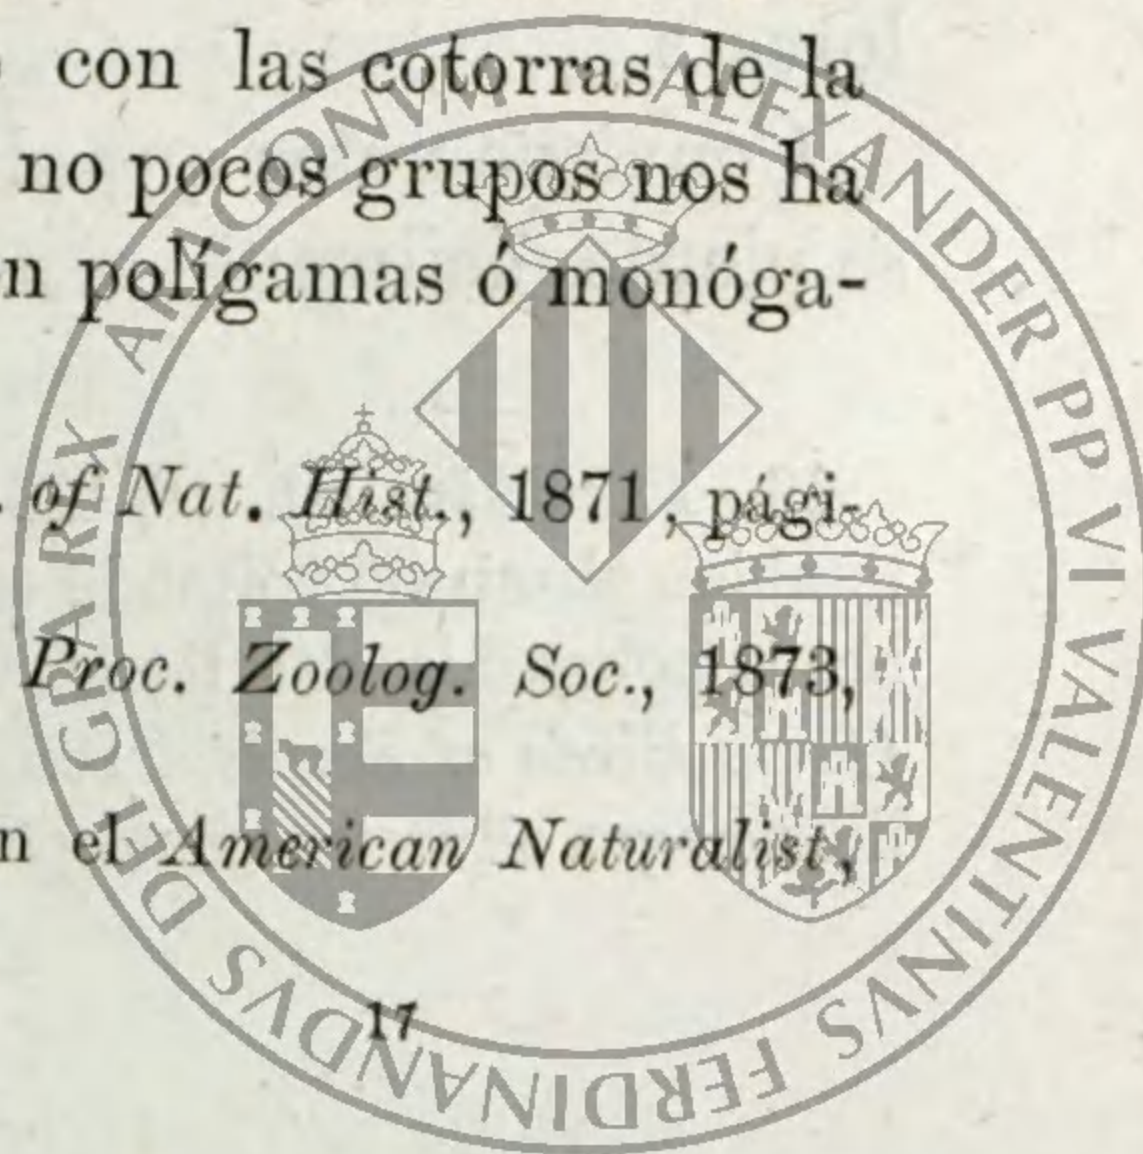 con las cotorras de la
no pocos grupos nos ha
n polígamas ó monóga-
of Nat. Hist., 1871, pági-
Proc. Zoolog. Soc., 1873,
n el American Naturalist,
17
ALEXANDER PP VI VALENTINVS FERDINANDVS DEI GRA REX ARAGONVM